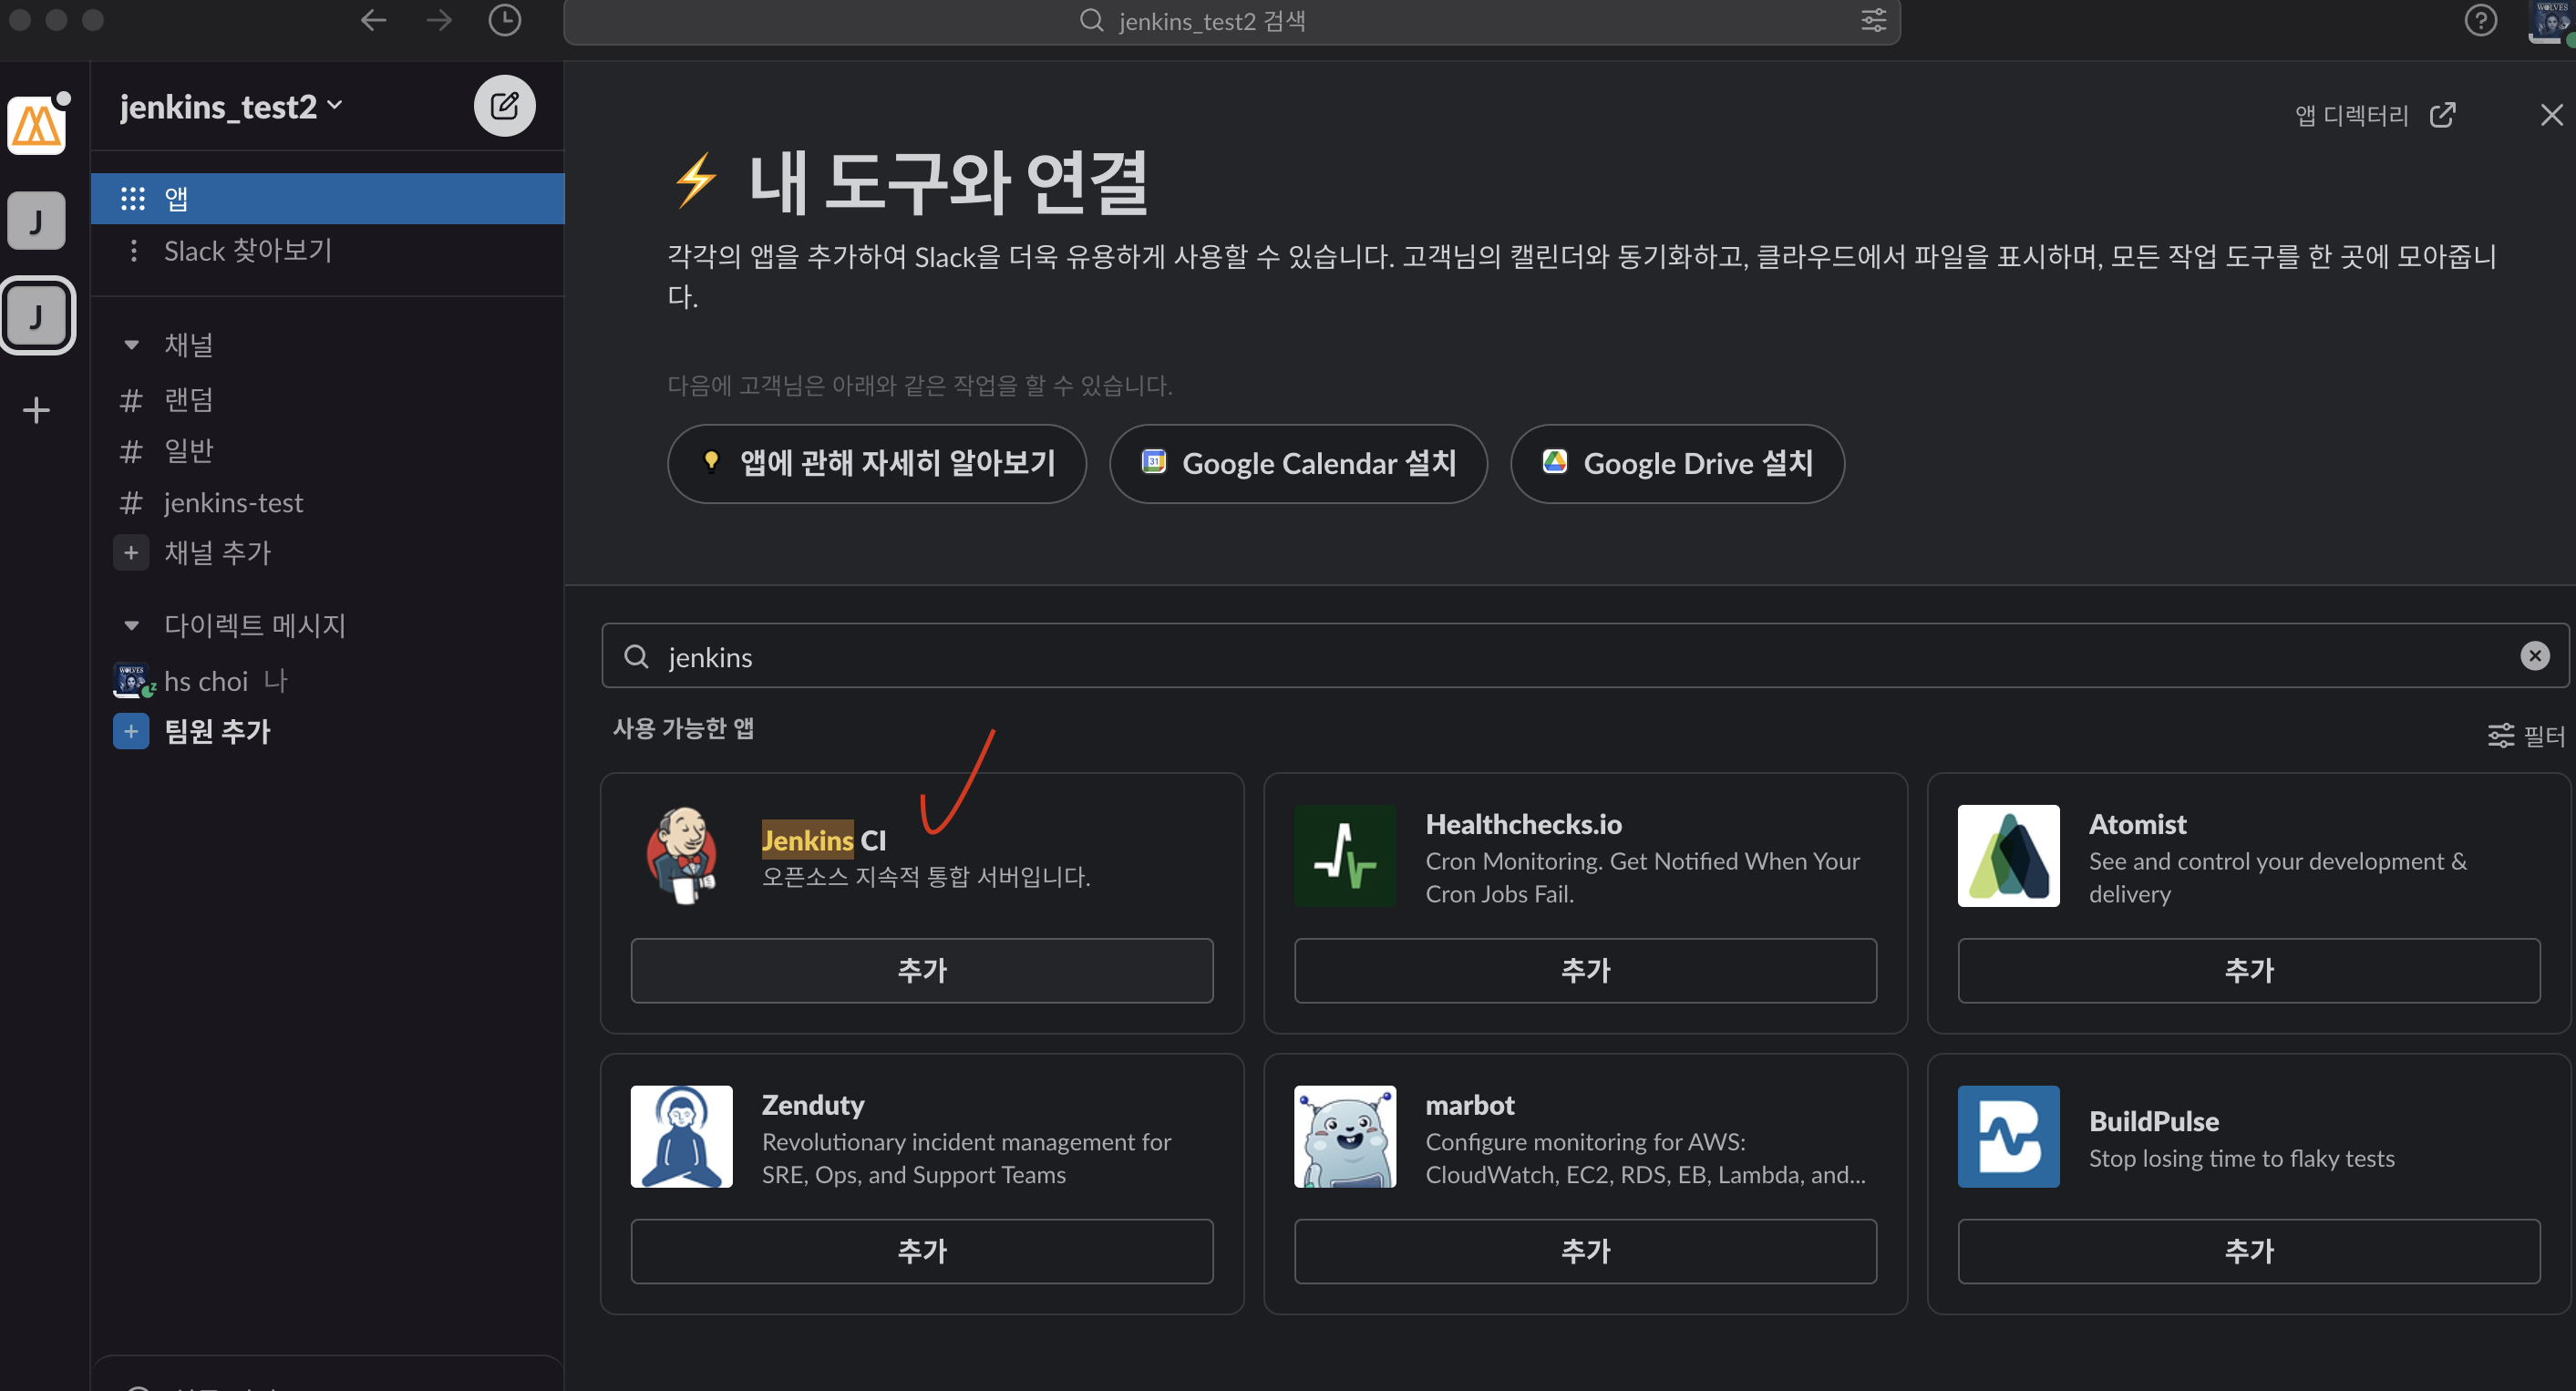 jenkins_test2 검색
jenkins_test2
앱 디렉터리
앱
Slack 찾아보기
채널
랜덤
일반
jenkins-test
채널 추가
다이렉트 메시지
hs choi 나
팀원 추가
J
J
내 도구와 연결
각각의 앱을 추가하여 Slack을 더욱 유용하게 사용할 수 있습니다. 고객님의 캘린더와 동기화하고, 클라우드에서 파일을 표시하며, 모든 작업 도구를 한 곳에 모아줍니
다.
다음에 고객님은 아래와 같은 작업을 할 수 있습니다.
앱에 관해 자세히 알아보기
31
Google Calendar 설치
Google Drive 설치
jenkins
사용 가능한 앱
필터
Jenkins CI
오픈소스 지속적 통합 서버입니다.
추가
Healthchecks.io
Cron Monitoring. Get Notified When Your
Cron Jobs Fail.
추가
Atomist
See and control your development &
delivery
추가
Zenduty
Revolutionary incident management for
SRE, Ops, and Support Teams
추가
marbot
Configure monitoring for AWS:
CloudWatch, EC2, RDS, EB, Lambda, and...
추가
BuildPulse
Stop losing time to flaky tests
추가